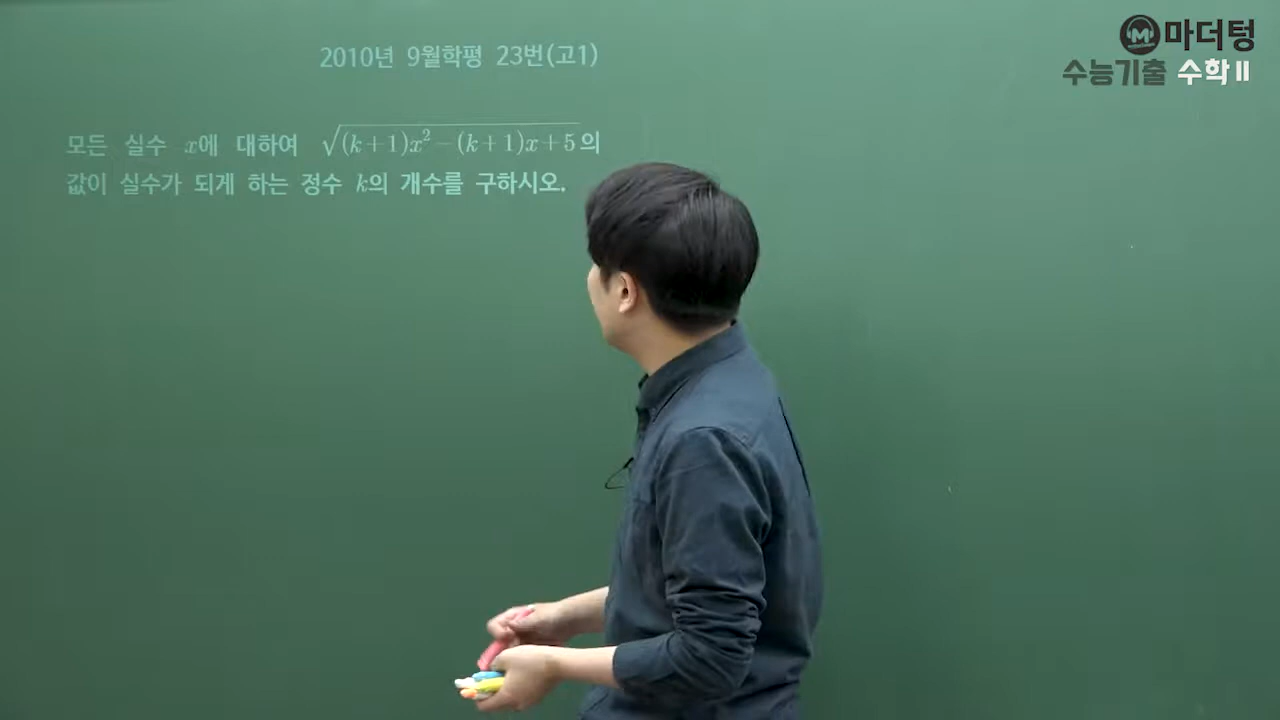 마더텅
수능기출 수학 II
2010년 9월학평 23번(고1)
모든 실수 x에 대하여 √((k+1)x²-(k+1)x+5)의
값이 실수가 되게 하는 정수 k의 개수를 구하시오.